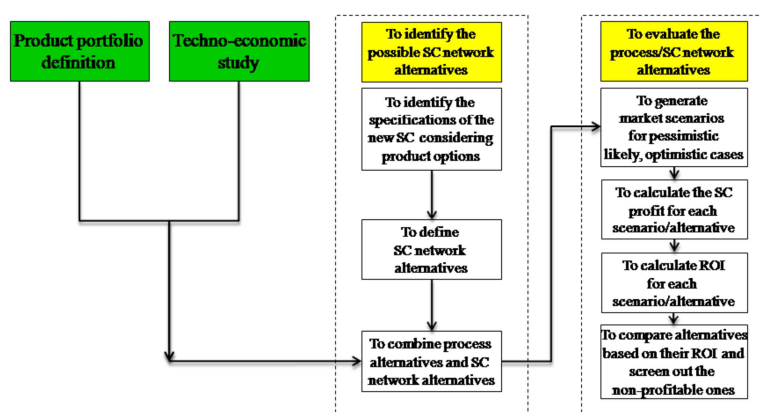 Product portfolio
definition
Techno-economic
study
To identify the
possible SC network
alternatives
To identify the
specifications of the
new SC considering
product options
To define
SC network
alternatives
To combine process
alternatives and SC
network alternatives
To evaluate the
process/SC network
alternatives
To generate
market scenarios
for pessimistic
likely, optimistic cases
To calculate the SC
profit for each
scenario/alternative
To calculate ROI
for each
scenario/alternative
To compare alternatives
based on their ROI and
screen out the
non-profitable ones